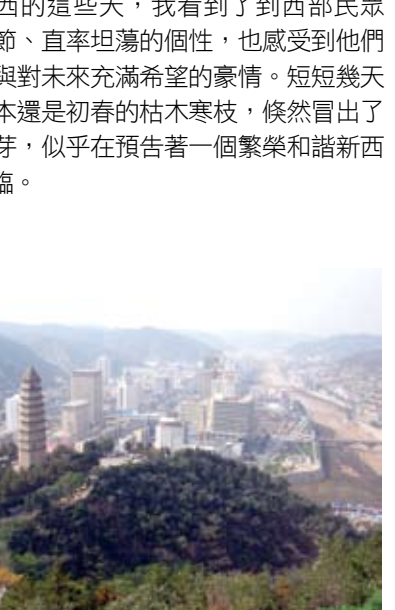 西的這些天，我看到了到西部民眾
節、直率坦蕩的個性，也感受到他們
與對未來充滿希望的豪情。短短幾天
本還是初春的枯木寒枝，倏然冒出了
芽，似乎在預告著一個繁榮和諧新西
臨。